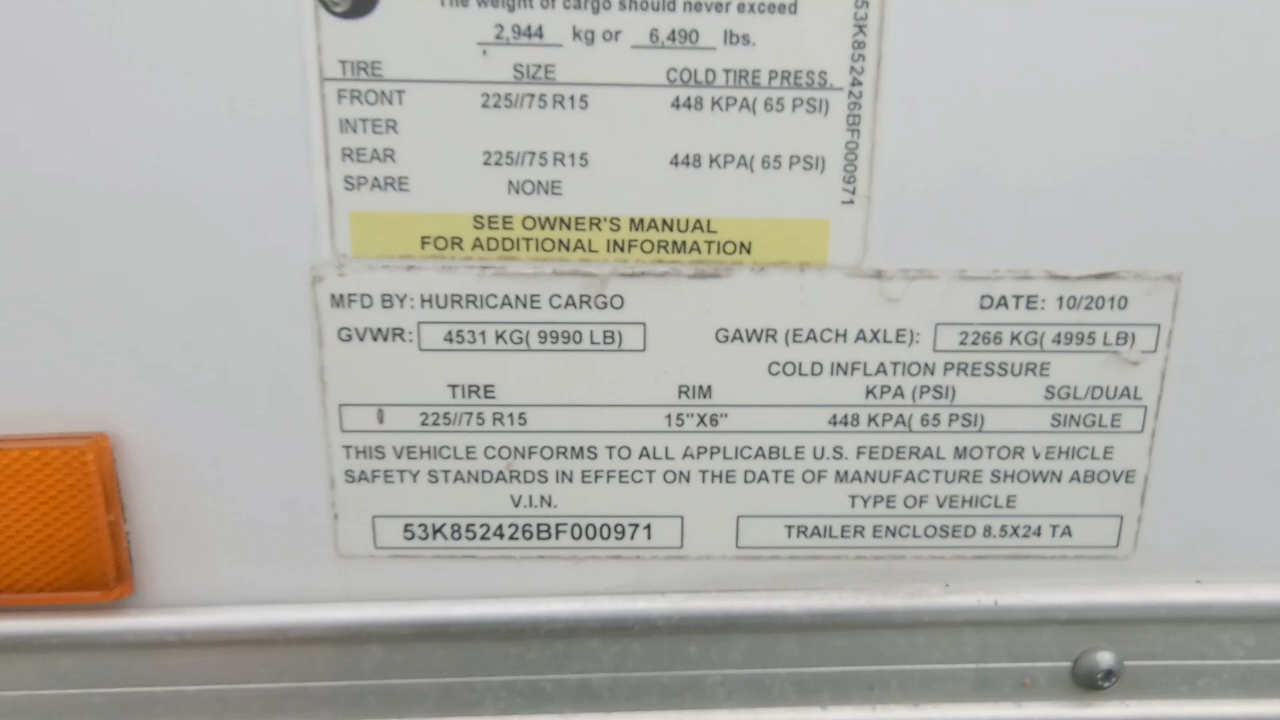 The weight of cargo should never exceed
2,944 kg or 6,490 lbs.
TIRE SIZE COLD TIRE PRESS.
FRONT 225//75 R15 448 KPA( 65 PSI)
INTER
REAR 225//75 R15 448 KPA( 65 PSI)
SPARE NONE
SEE OWNER'S MANUAL
FOR ADDITIONAL INFORMATION
53K852426BF000971
MFD BY: HURRICANE CARGO DATE: 10/2010
GVWR: 4531 KG( 9990 LB) GAWR (EACH AXLE): 2266 KG( 4995 LB)
COLD INFLATION PRESSURE
TIRE RIM KPA (PSI) SGL/DUAL
225//75 R15 15"X6" 448 KPA( 65 PSI) SINGLE
THIS VEHICLE CONFORMS TO ALL APPLICABLE U.S. FEDERAL MOTOR VEHICLE
SAFETY STANDARDS IN EFFECT ON THE DATE OF MANUFACTURE SHOWN ABOVE
V.I.N. TYPE OF VEHICLE
53K852426BF000971 TRAILER ENCLOSED 8.5X24 TA